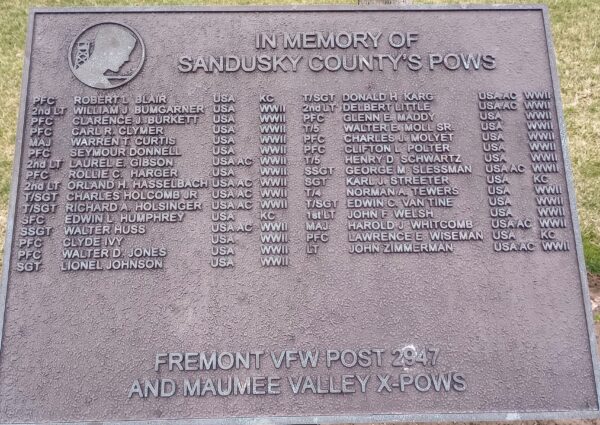 IN MEMORY OF
SANDUSKY COUNTY'S POWS
PFC ROBERT L. BLAIR USA KC
2nd LT WILLIAM J. BUMGARNER USA WWII
PFC CLARENCE J. BURKETT USA WWII
PFC CARL R. CLYMER USA WWII
MAJ WARREN T. CURTIS USA WWII
PFC SEYMOUR DONNELL USA WWII
2nd LT LAUREL E. GIBSON USA/AC WWII
PFC ROLLIE C. HARGER USA WWII
2nd LT ORLAND H. HASSELBACH USA/AC WWII
T/SGT CHARLES HOLCOMB JR USA/AC WWII
T/SGT RICHARD A. HOLSINGER USA/AC WWII
SFC EDWIN L. HUMPHREY USA KC
SSGT WALTER HUSS USA/AC WWII
PFC CLYDE IVY USA WWII
PFC WALTER D. JONES USA WWII
SGT LIONEL JOHNSON USA WWII
T/SGT DONALD H. KARG USA/AC WWII
2nd LT DELBERT LITTLE USA/AC WWII
PFC GLENN E. MADDY USA WWII
T/5 WALTER E. MOLL SR. USA WWII
PFC CHARLES J. MOLYET USA WWII
PFC CLIFTON L. POLTER USA WWII
T/5 HENRY D. SCHWARTZ USA WWII
SSGT GEORGE M. SLESSMAN USA/AC WWII
SGT KARL J. STREETER USA KC
T/4 NORMAN A. TEWERS USA WWII
T/SGT EDWIN C. VAN TINE USA WWII
1st LT JOHN F. WELSH USA WWII
MAJ HAROLD J. WHITCOMB USA WWII
PFC LAWRENCE E. WISEMAN USA KC
LT JOHN ZIMMERMAN USA/AC WWII
FREMONT VFW POST 2947
AND MAUMEE VALLEY X-POWS